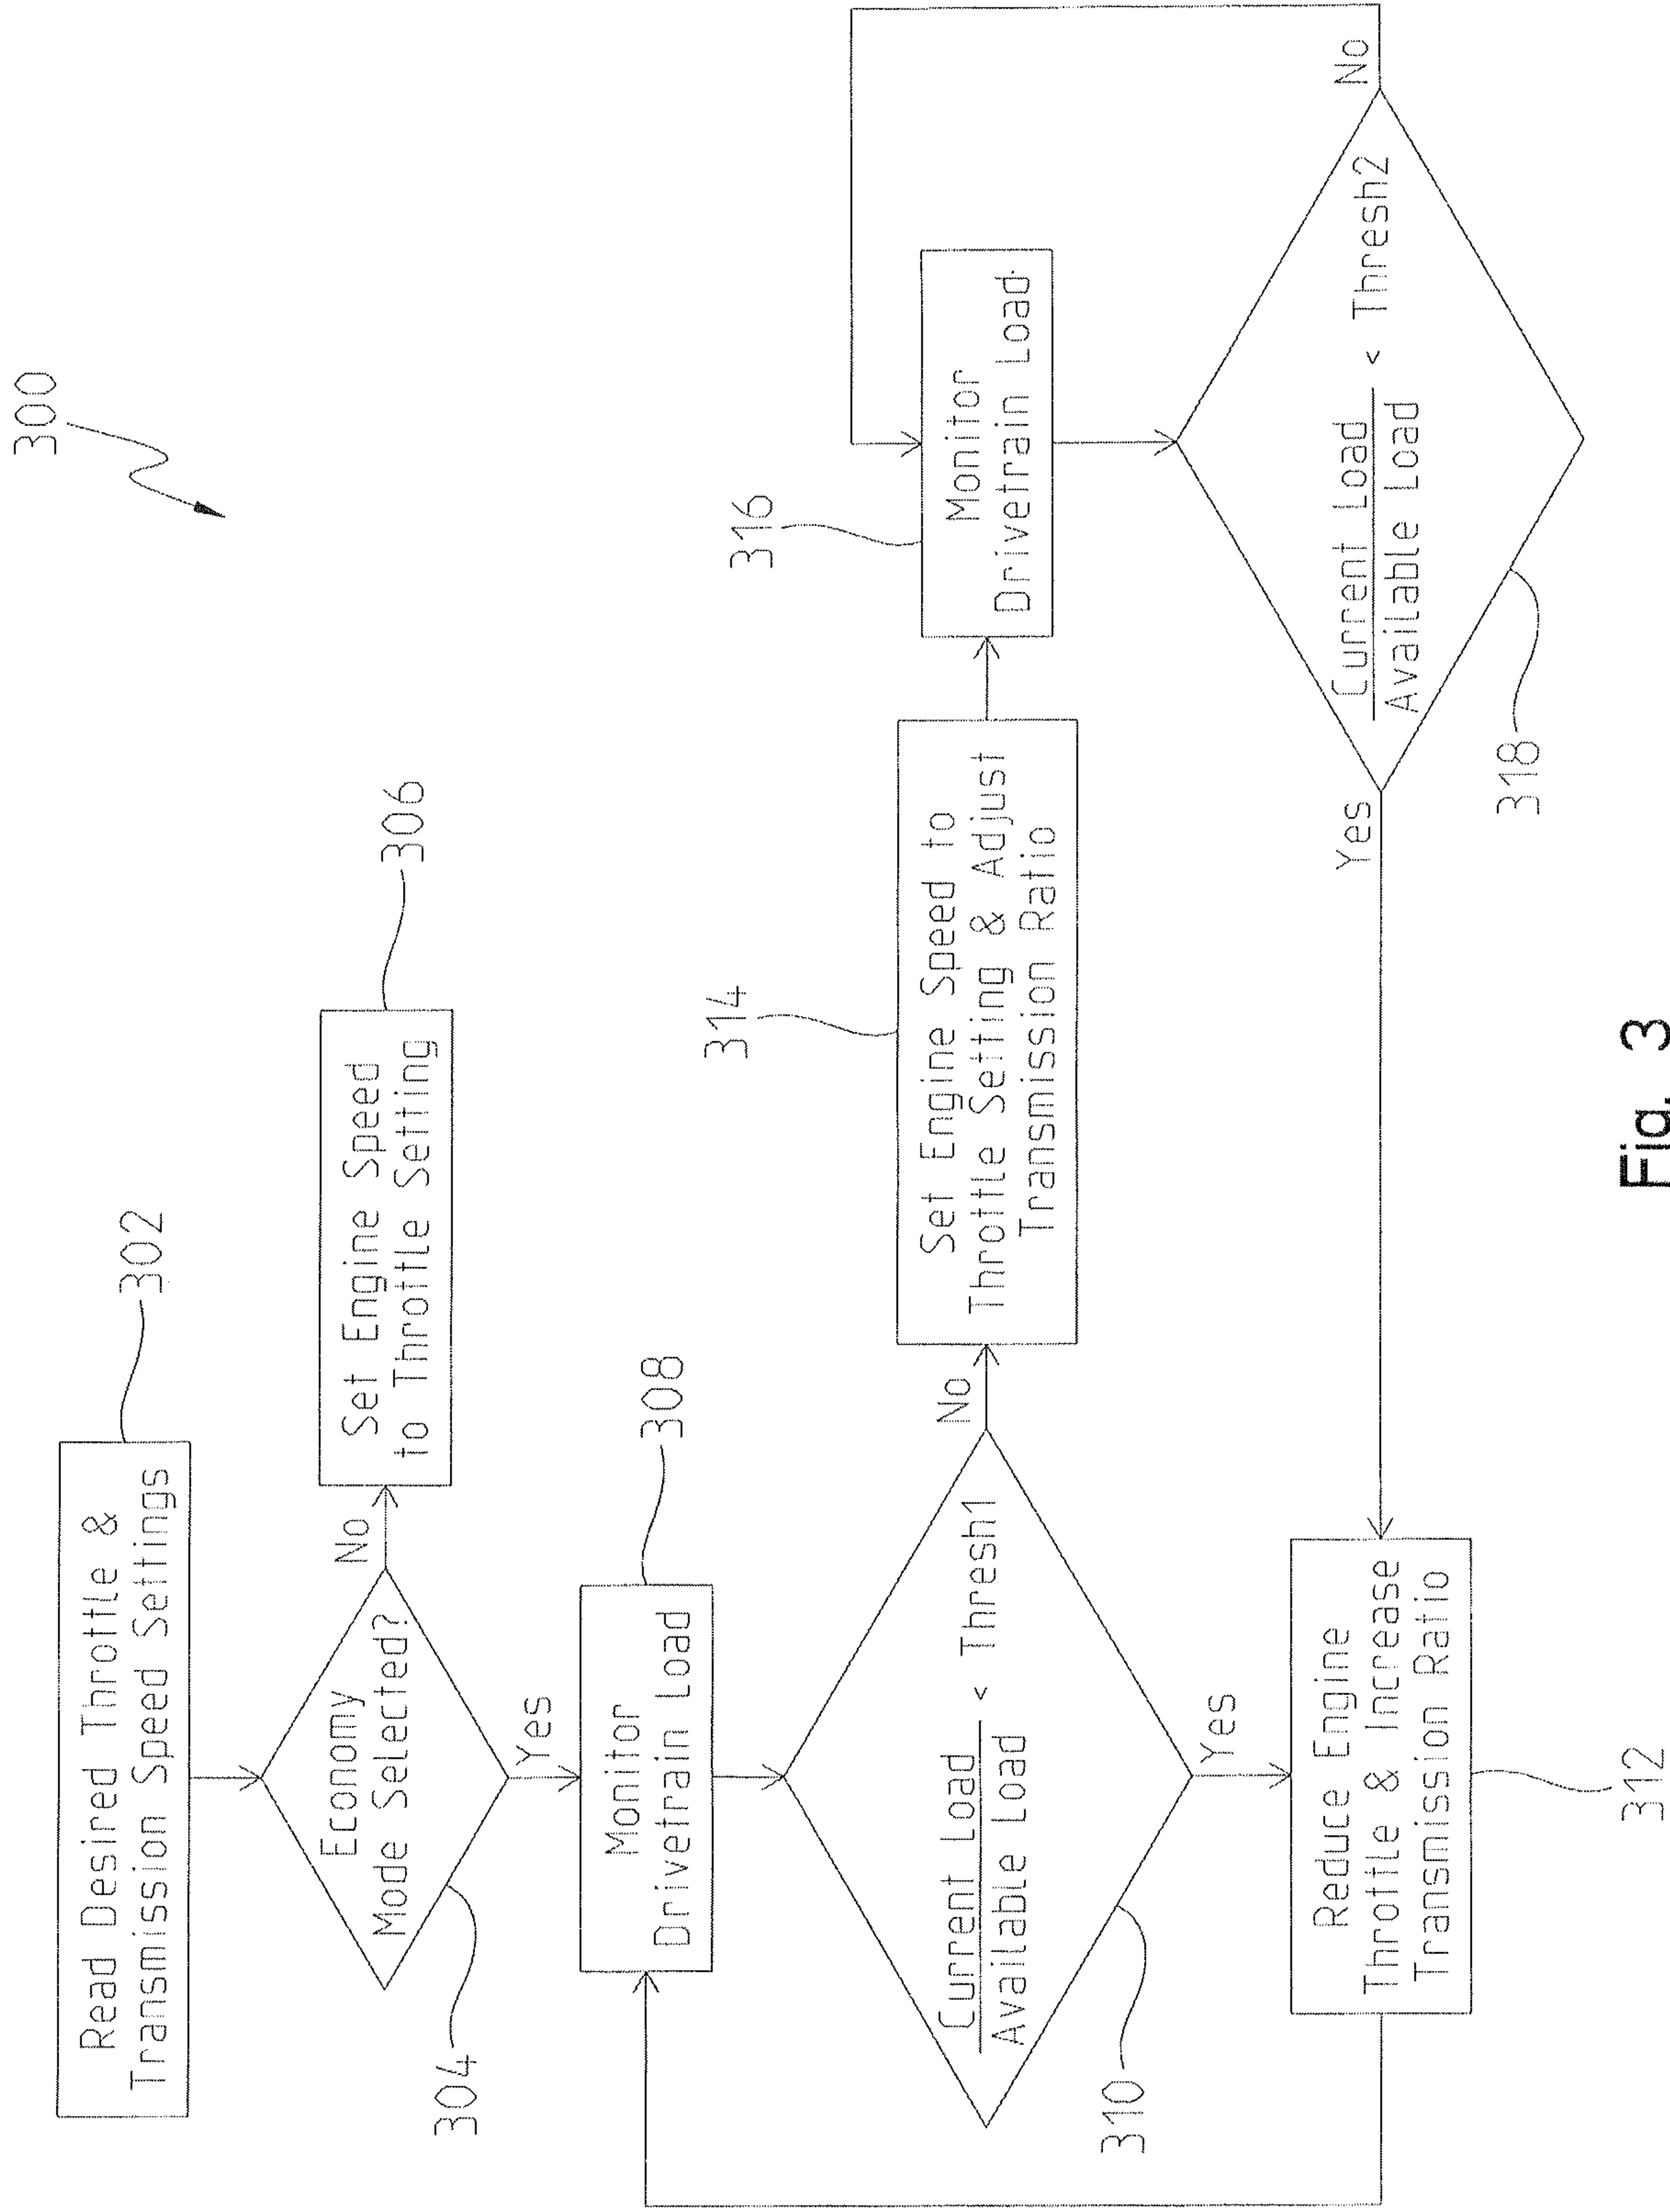 300
302
Read Desired Throttle &
Transmission Speed Settings
304
Economy
Mode Selected?
No
306
Set Engine Speed
to Throttle Setting
Yes
308
Monitor
Drivetrain Load
310
Current Load
Available Load
< Thresh1
No
314
Set Engine Speed to
Throttle Setting & Adjust
Transmission Ratio
316
Monitor
Drivetrain Load
318
Current Load
Available Load
< Thresh2
No
Yes
Yes
Reduce Engine
Throttle & Increase
Transmission Ratio
312
Fig. 3